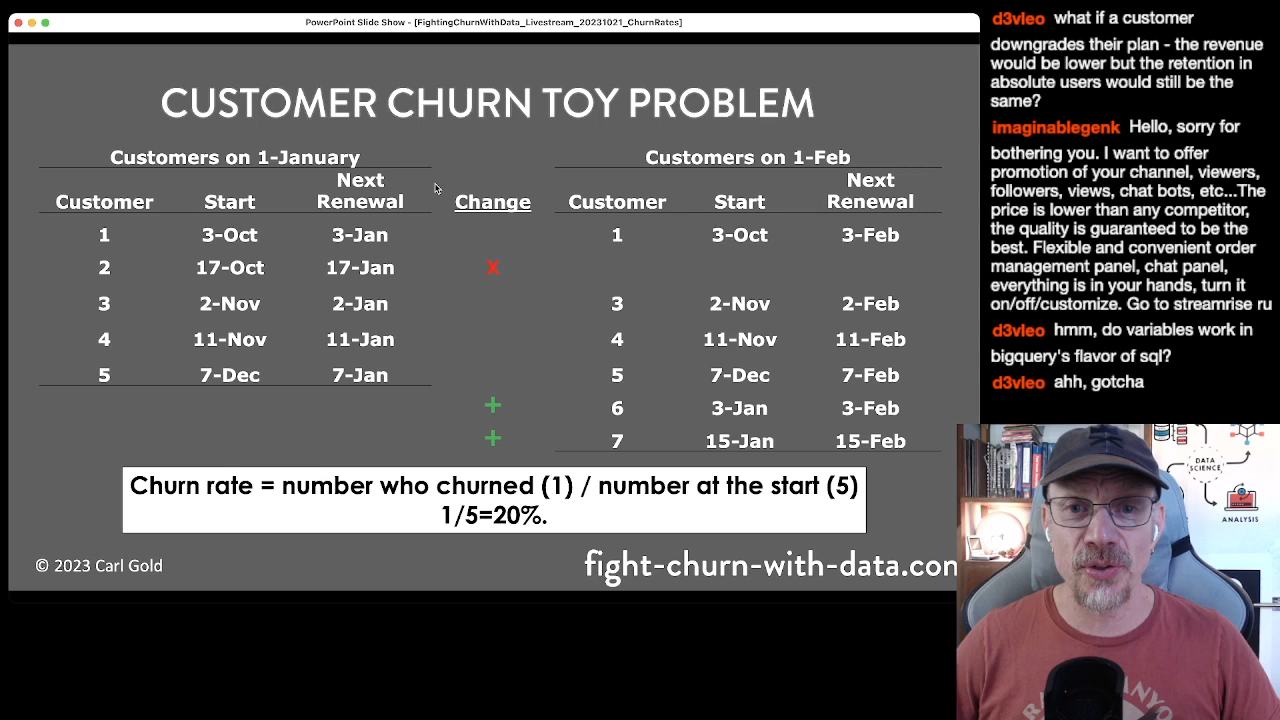 PowerPoint Slide Show - [FightingChurnWithData_Livestream_20231021_ChurnRates]
CUSTOMER CHURN TOY PROBLEM
Customers on 1-January
Customers on 1-Feb
Customer Start Next Renewal Change Customer Start Next Renewal
1 3-Oct 3-Jan 1 3-Oct 3-Feb
2 17-Oct 17-Jan x
3 2-Nov 2-Jan 3 2-Nov 2-Feb
4 11-Nov 11-Jan 4 11-Nov 11-Feb
5 7-Dec 7-Jan 5 7-Dec 7-Feb
+ 6 3-Jan 3-Feb
+ 7 15-Jan 15-Feb
Churn rate = number who churned (1) / number at the start (5)
1/5=20%.
© 2023 Carl Gold
fight-churn-with-data.con
d3vleo what if a customer
downgrades their plan - the revenue
would be lower but the retention in
absolute users would still be the
same?
imaginablegenk Hello, sorry for
bothering you. I want to offer
promotion of your channel, viewers,
followers, views, chat bots, etc...The
price is lower than any competitor,
the quality is guaranteed to be the
best. Flexible and convenient order
management panel, chat panel,
everything is in your hands, turn it
on/off/customize. Go to streamrise ru
d3vleo hmm, do variables work in
bigquery's flavor of sql?
d3vleo ahh, gotcha
DATA
SCIENCE
ANALYSIS